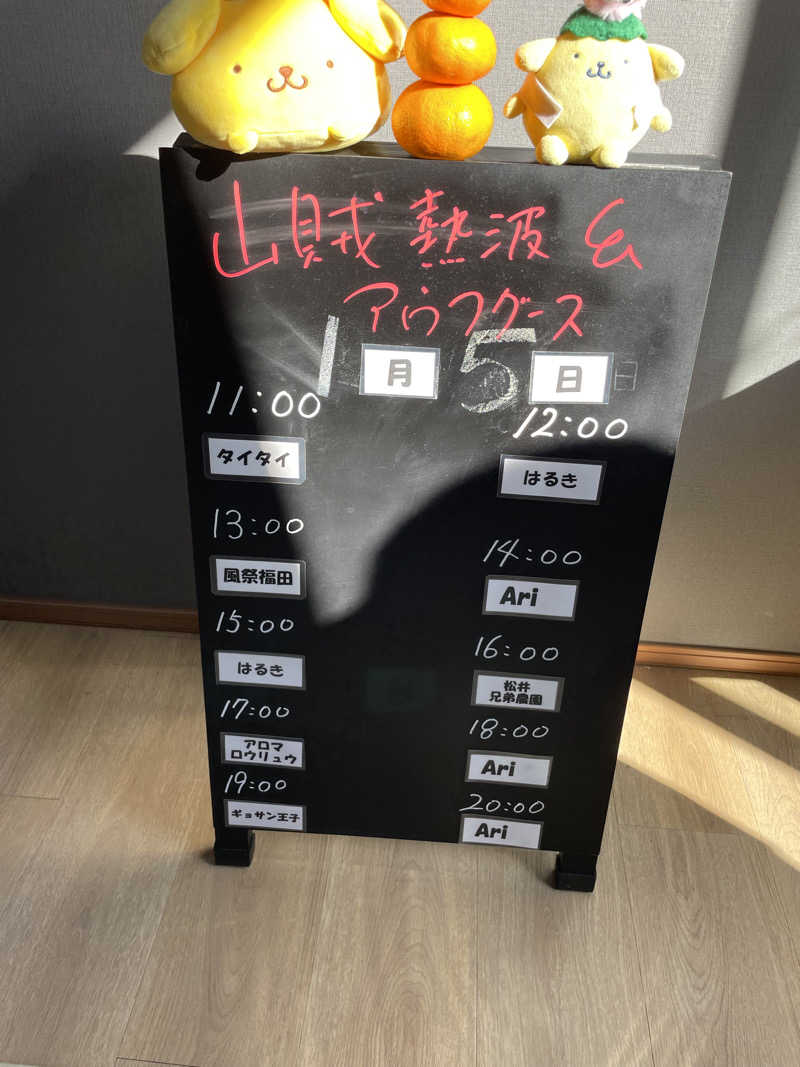 山賊熱波&
アウフグース
1月5日
11:00
タイタイ
12:00
はるき
13:00
風祭福田
14:00
Ari
15:00
はるき
16:00
松井
兄弟農園
17:00
アロマ
ロウリュウ
18:00
Ari
19:00
ギョサン王子
20:00
Ari